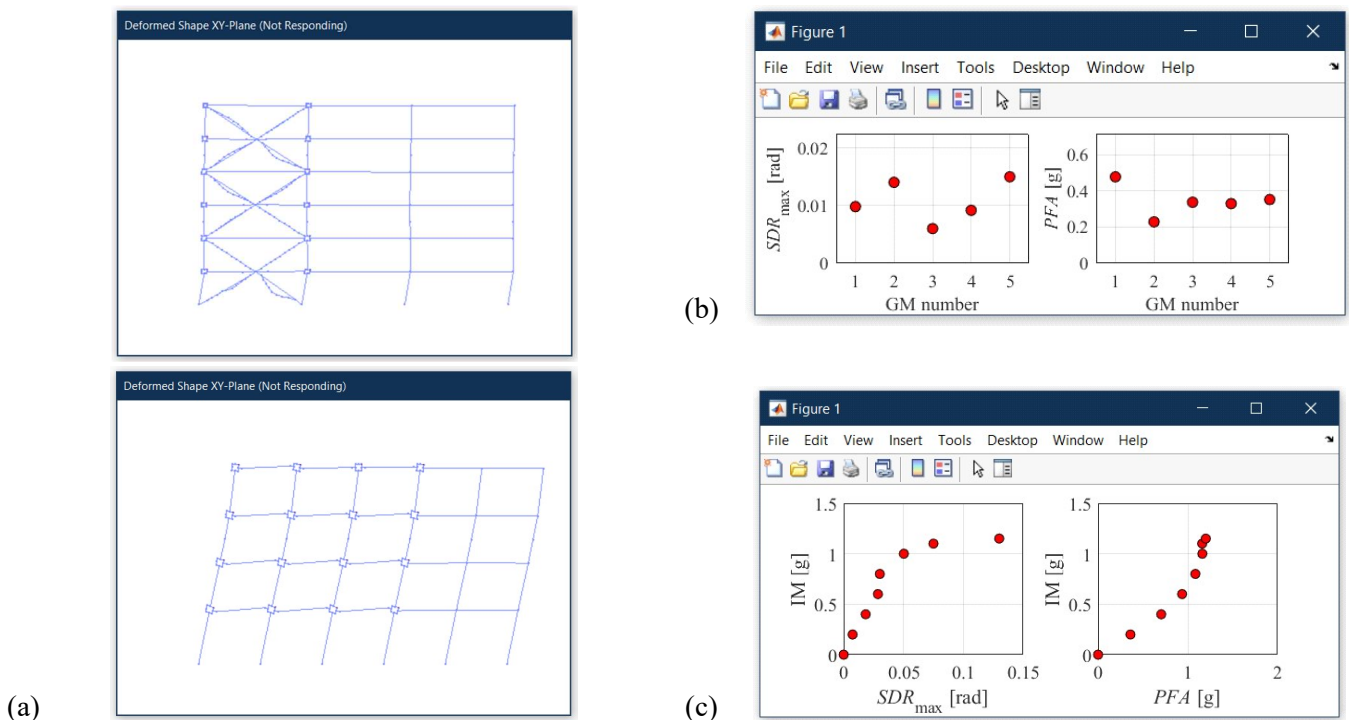 Deformed Shape XY-Plane (Not Responding)
Deformed Shape XY-Plane (Not Responding)
(a)
Figure 1
File Edit View Insert Tools Desktop Window Help
SDRmax [rad]
0.02
0.01
0
1 2 3 4 5
GM number
PFA [g]
0.6
0.4
0.2
0
1 2 3 4 5
GM number
(b)
Figure 1
File Edit View Insert Tools Desktop Window Help
IM [g]
1.5
1
0.5
0
0 0.05 0.1 0.15
SDRmax [rad]
IM [g]
1.5
1
0.5
0
0 1 2
PFA [g]
(c)